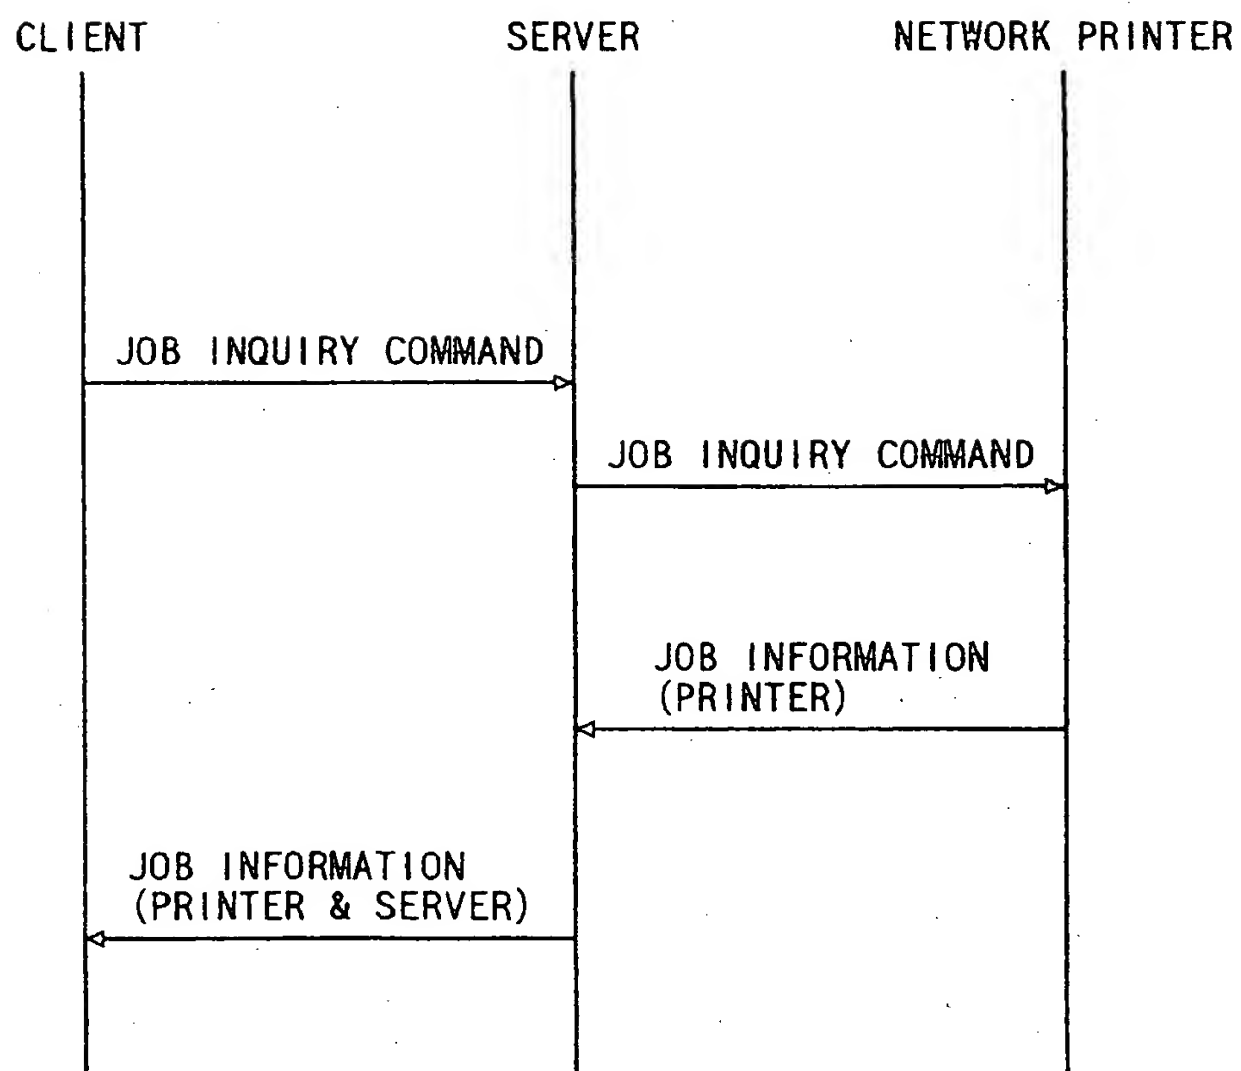 CLIENT SERVER NETWORK PRINTER
JOB INQUIRY COMMAND
JOB INQUIRY COMMAND
JOB INFORMATION
(PRINTER)
JOB INFORMATION
(PRINTER & SERVER)